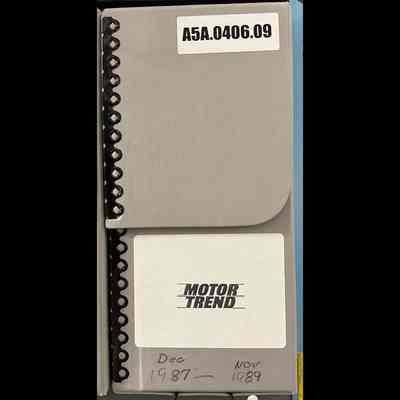 A5A.0406.09
MOTOR
TREND
Dec Nov
1987 — 1989